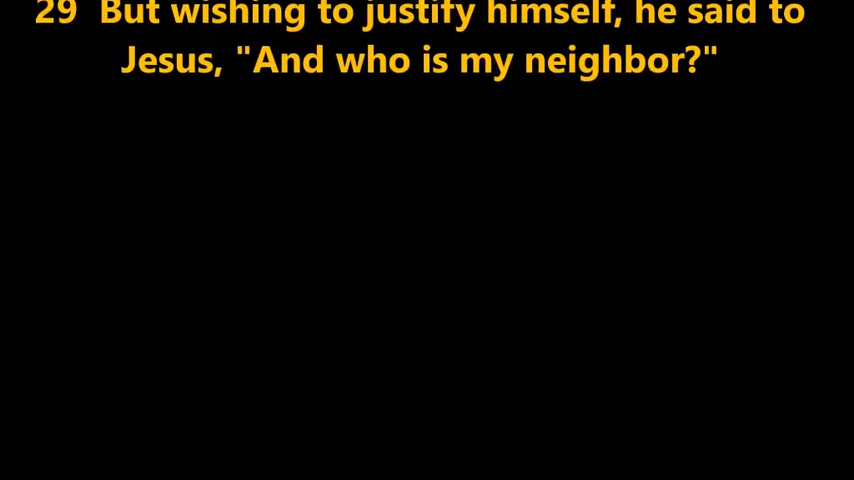 29 But wishing to justify himself, he said to
Jesus, "And who is my neighbor?"